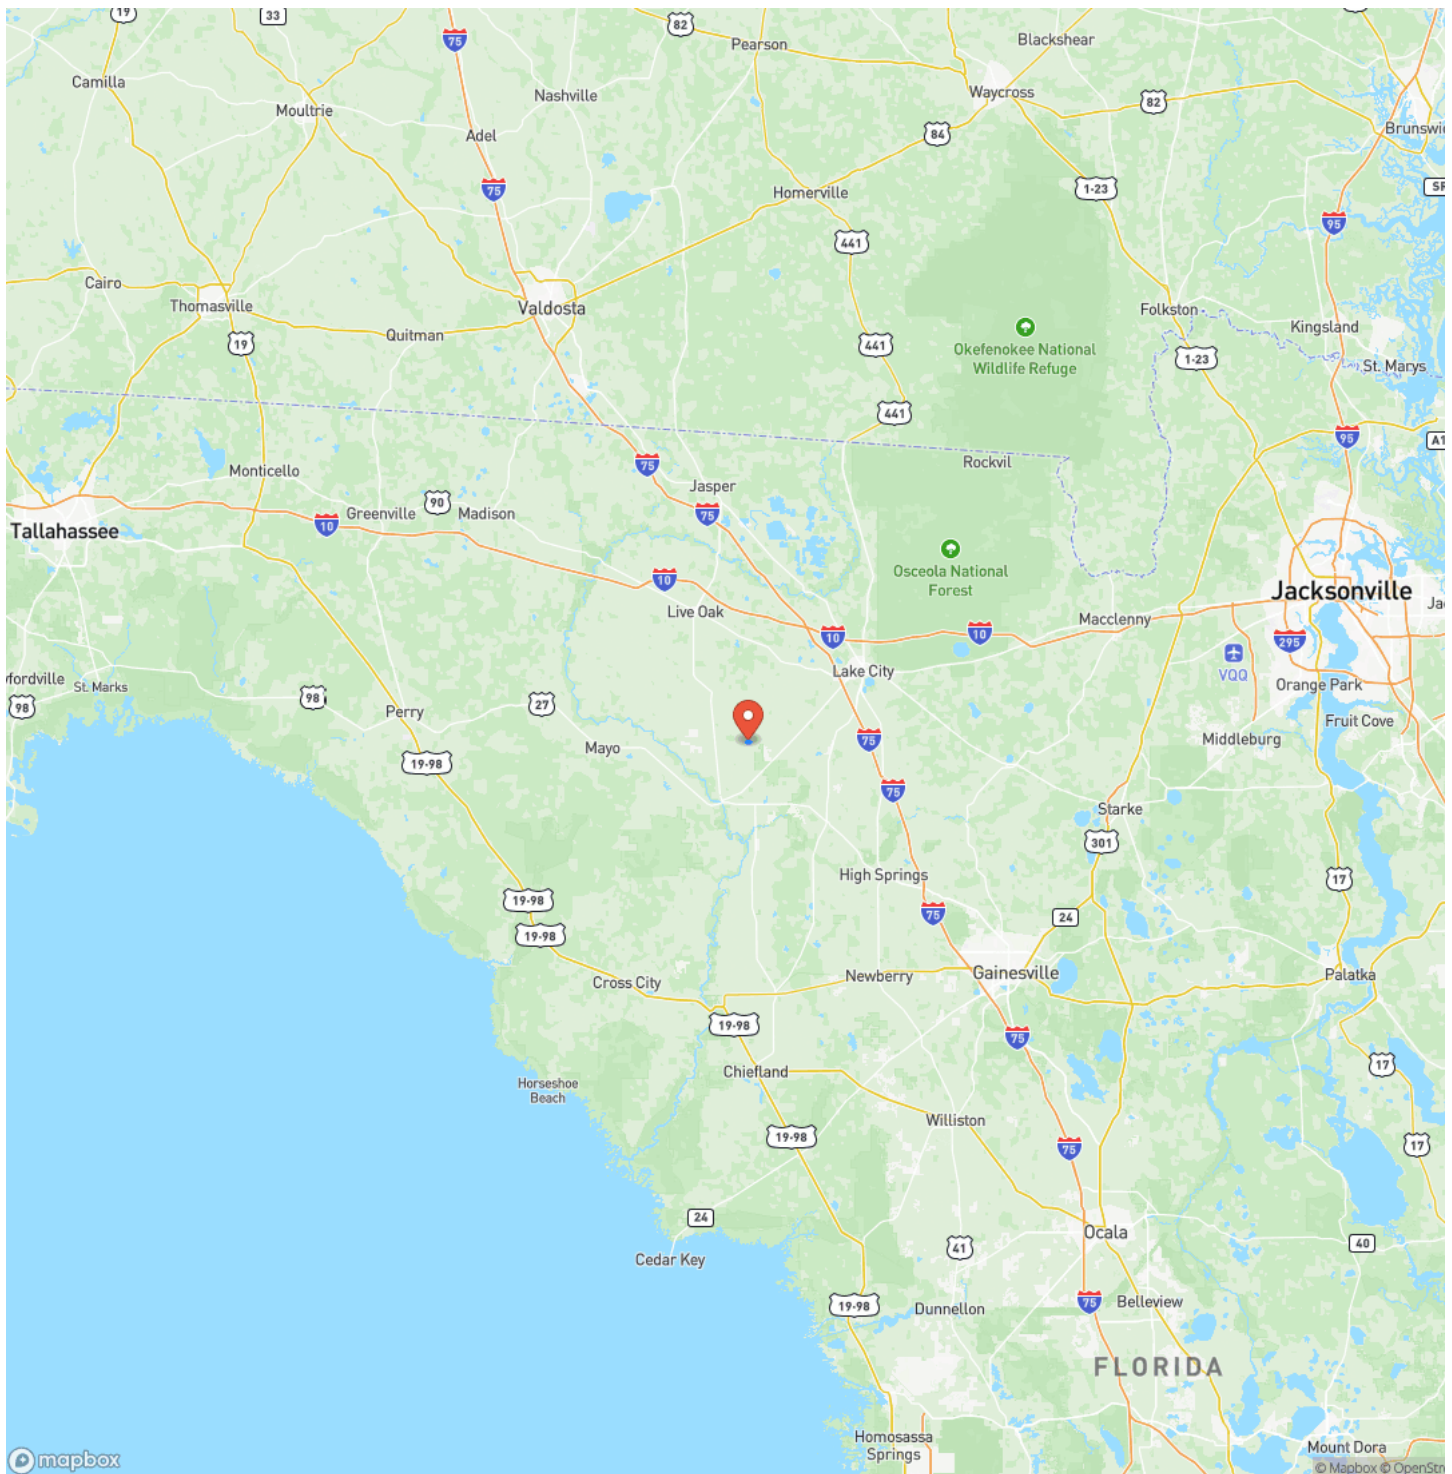 19
33
82
Pearson
Blackshear
75
Camilla
Nashville
Waycross
82
Moultrie
Adel
84
Brunswi
75
Homerville
1-23
SR
95
441
Cairo
Thomasville
Valdosta
Folkston
Quitman
19
441
Okefenokee National
Wildlife Refuge
Kingsland
1-23
St. Marys
441
95
A1
Monticello
75
Rockvil
Jasper
90
Greenville
Madison
75
10
Tallahassee
Osceola National
Forest
10
Live Oak
Jacksonville
Ja
Macclenny
10
10
295
VQQ
Lake City
yfordville
St. Marks
Orange Park
98
98
27
Perry
Fruit Cove
75
Middleburg
Mayo
19-98
75
Starke
301
High Springs
17
19-98
75
24
19-98
Newberry
Gainesville
Palatka
Cross City
19-98
75
17
Chiefland
Horseshoe
Beach
Williston
19-98
75
17
24
Ocala
40
41
Cedar Key
19-98
Dunnellon
75
Belleview
FLORIDA
Homosassa
Springs
Mount Dora
mapbox
© Mapbox © OpenStre